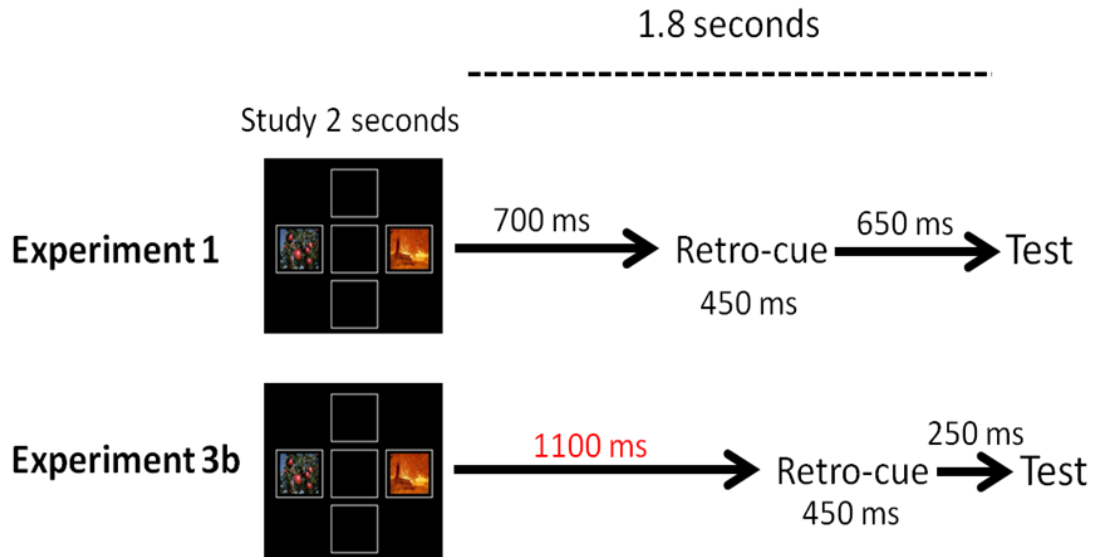 1.8 seconds
Study 2 seconds
Experiment 1
700 ms
Retro-cue
450 ms
650 ms
Test
Experiment 3b
1100 ms
Retro-cue
450 ms
250 ms
Test